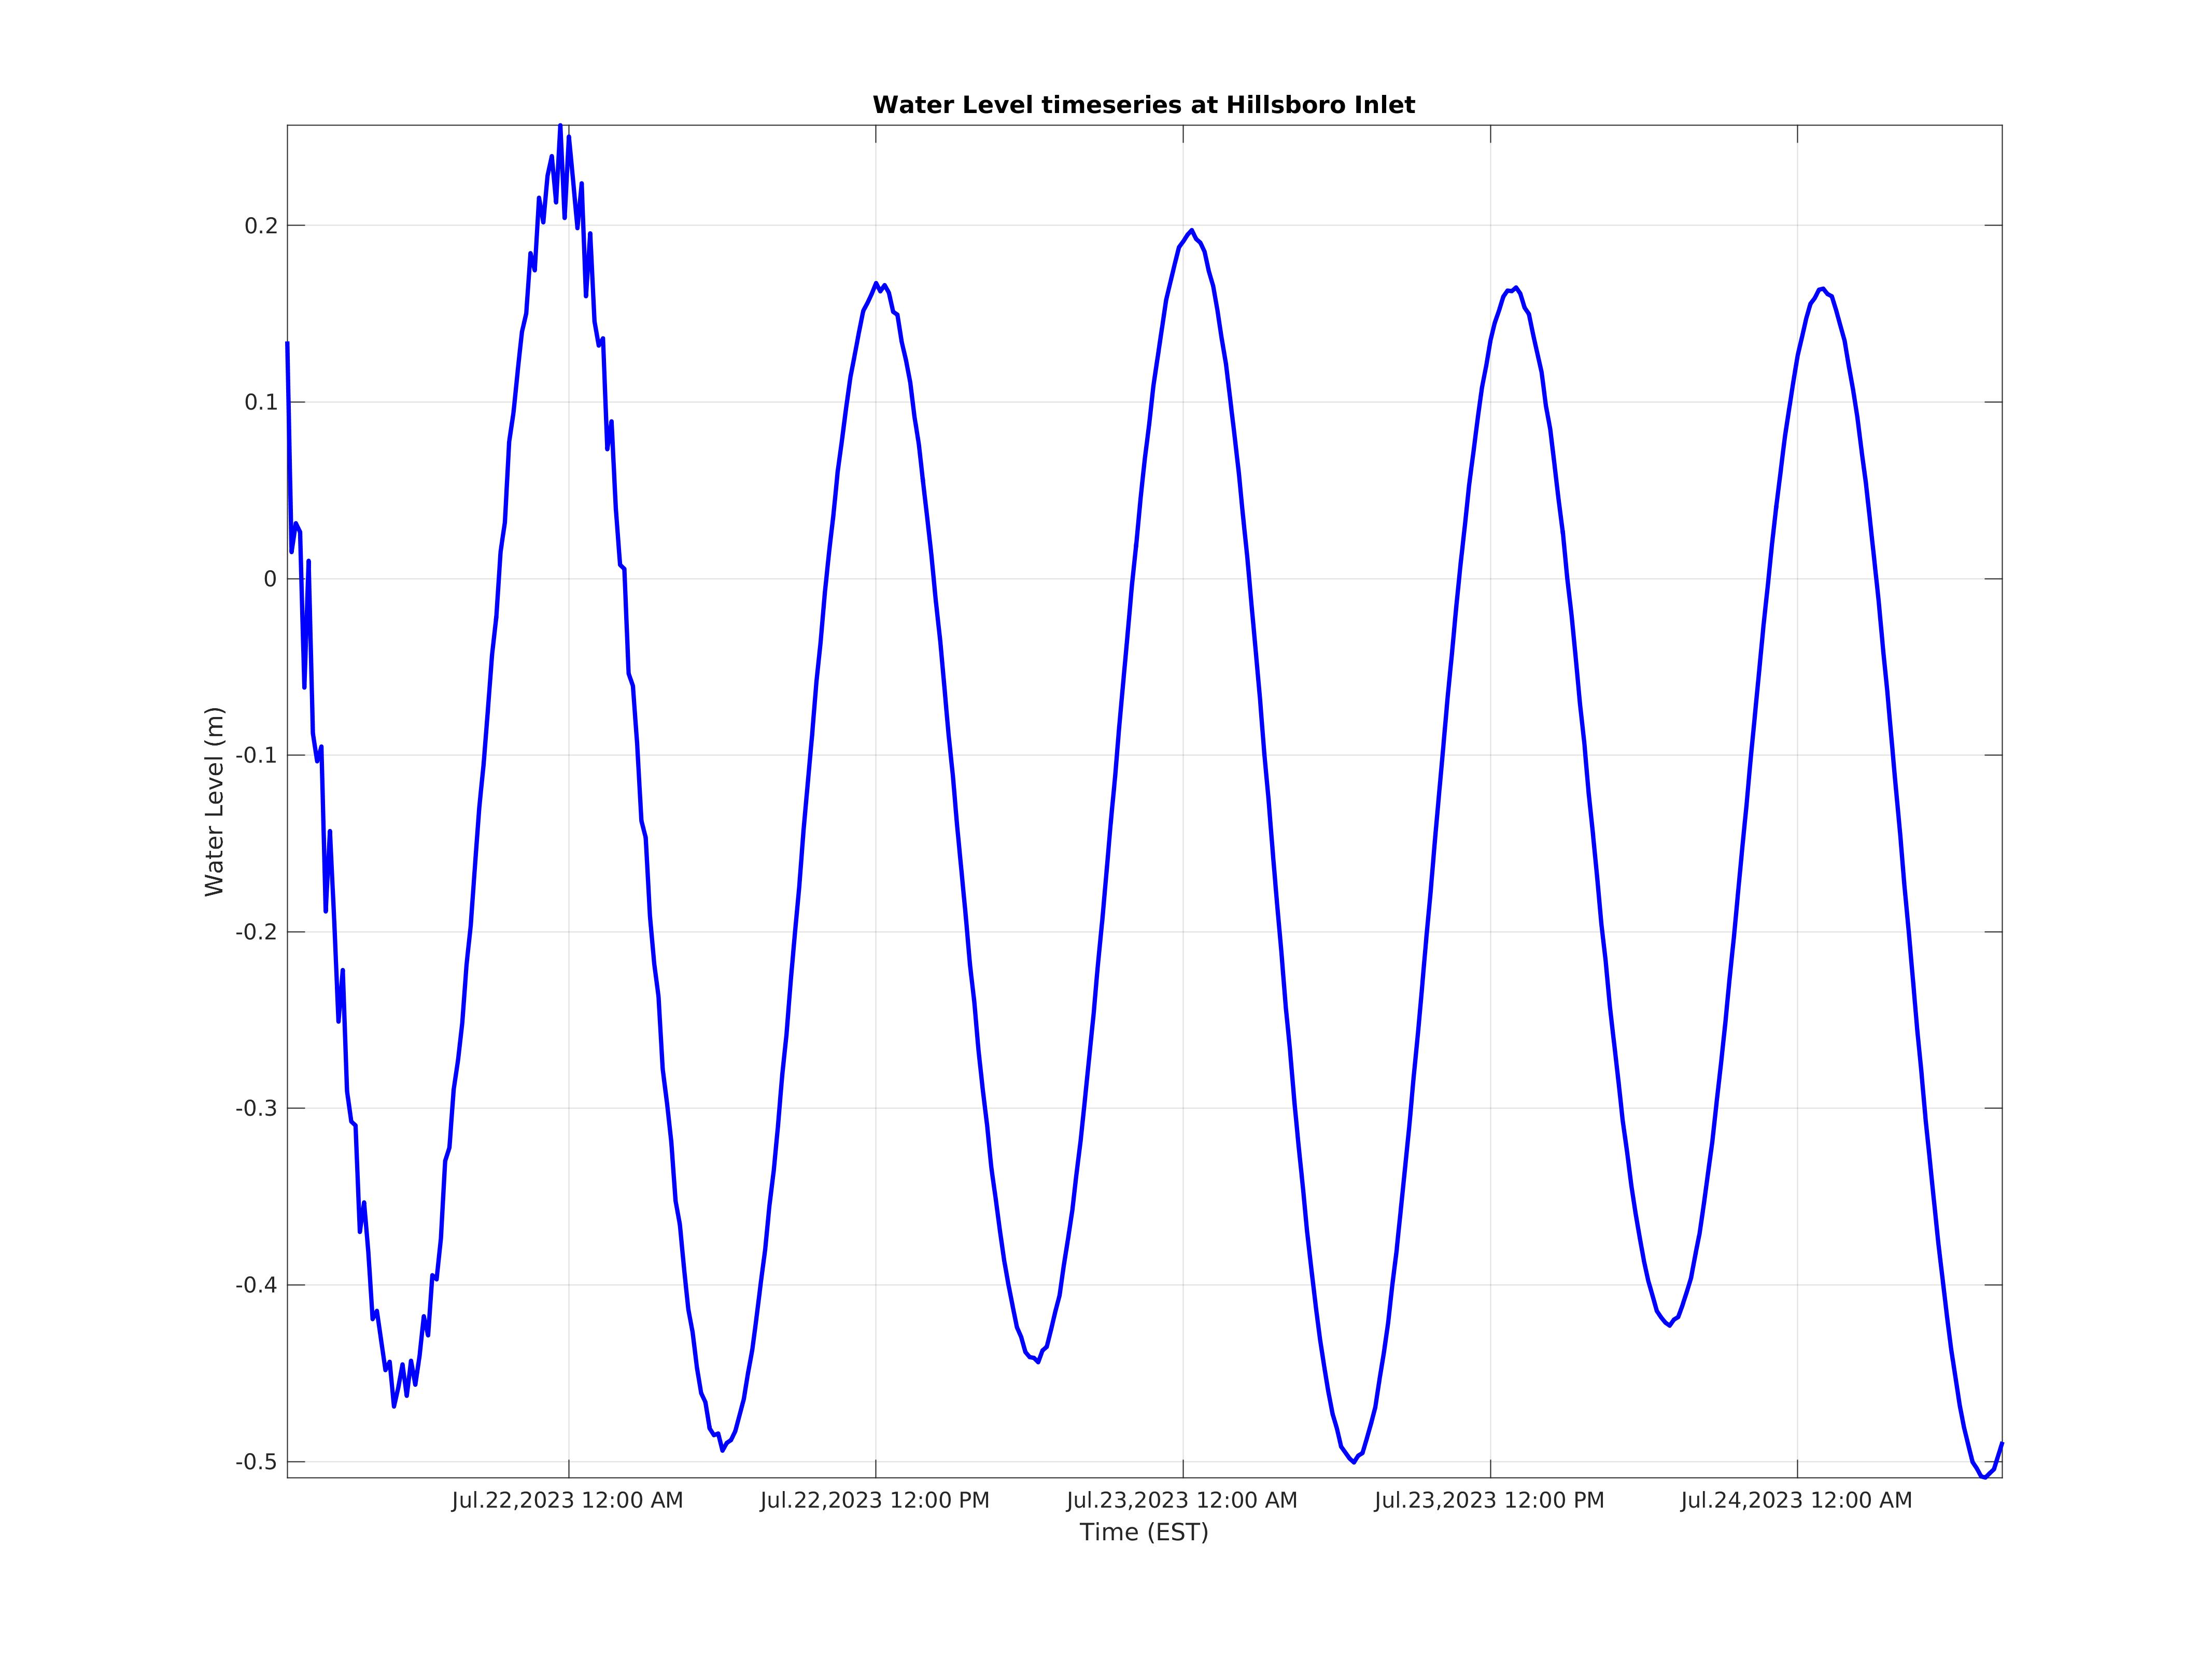 Water Level timeseries at Hillsboro Inlet
0.2
0.1
0
-0.1
-0.2
-0.3
-0.4
-0.5
Water Level (m)
Jul.22,2023 12:00 AM
Jul.22,2023 12:00 PM
Jul.23,2023 12:00 AM
Jul.23,2023 12:00 PM
Jul.24,2023 12:00 AM
Time (EST)